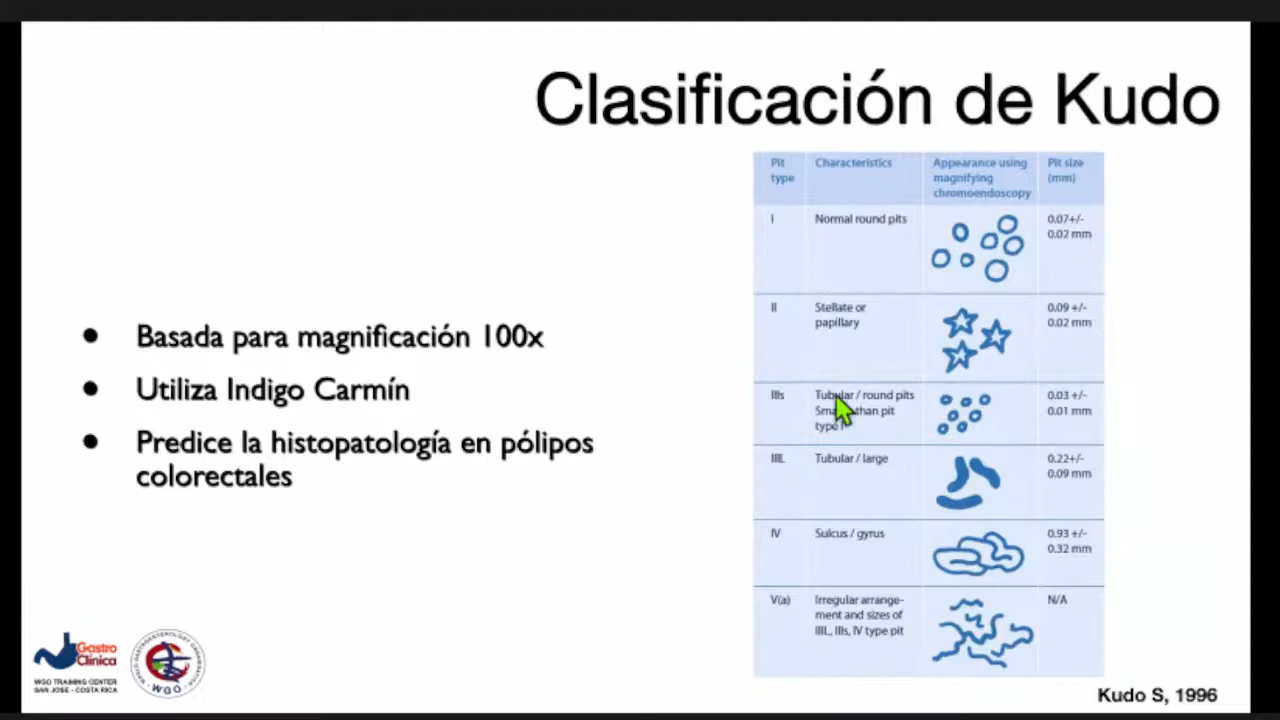 Clasificación de Kudo
Basada para magnificación 100x
Utiliza Indigo Carmín
Predice la histopatología en pólipos
colorectales
Pit type
Characteristics
Appearance using
magnifying
chromoendoscopy
Pit size
(mm)
I
Normal round pits
0.07+/-
0.02 mm
II
Stellate or
papillary
0.09 +/-
0.02 mm
IIIs
Tubular / round pits
than pit
type
0.03 +/-
0.01 mm
IIIL
Tubular / large
0.22+/-
0.09 mm
IV
Sulcus / gyrus
0.93 +/-
0.32 mm
V(a)
Irregular arrange-
ment and sizes of
IIIL, IIIs, IV type pit
N/A
Gastro
Clínica
WGO TRAINING CENTER
SAN JOSE - COSTA RICA
WGO
Kudo S, 1996